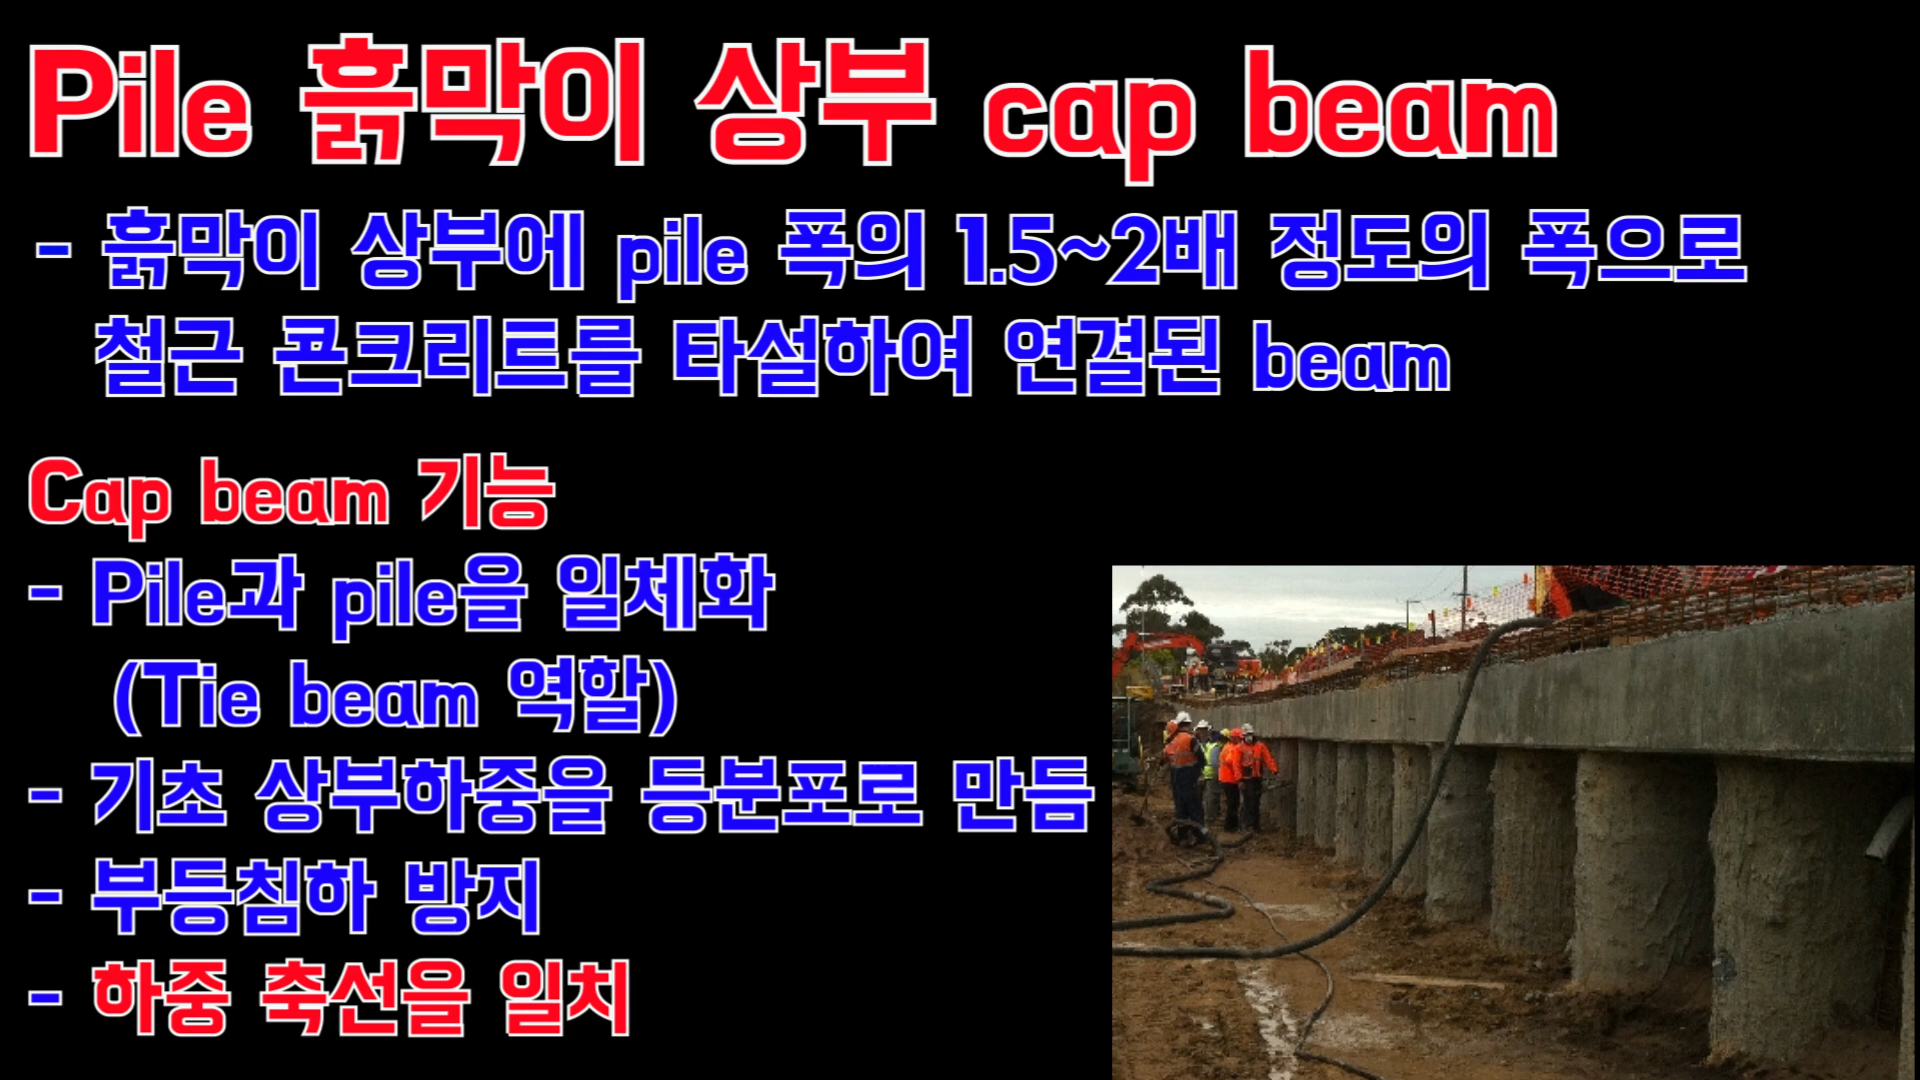 Pile 흙막이 상부 cap beam
- 흙막이 상부에 pile 폭의 1.5~2배 정도의 폭으로
철근 콘크리트를 타설하여 연결된 beam
Cap beam 기능
- Pile과 pile을 일체화
(Tie beam 역할)
- 기초 상부하중을 등분포로 만듬
- 부등침하 방지
- 하중 축선을 일치